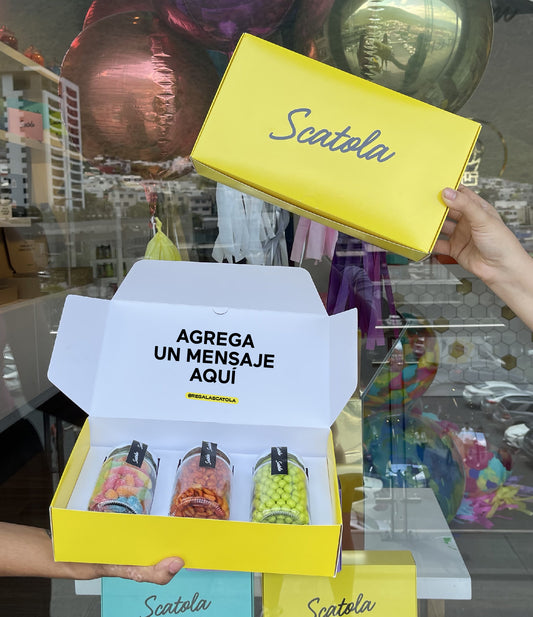 Scatola
AGREGA
UN MENSAJE
AQUÍ
@REGALASCATOLA
Scatola
Scatola